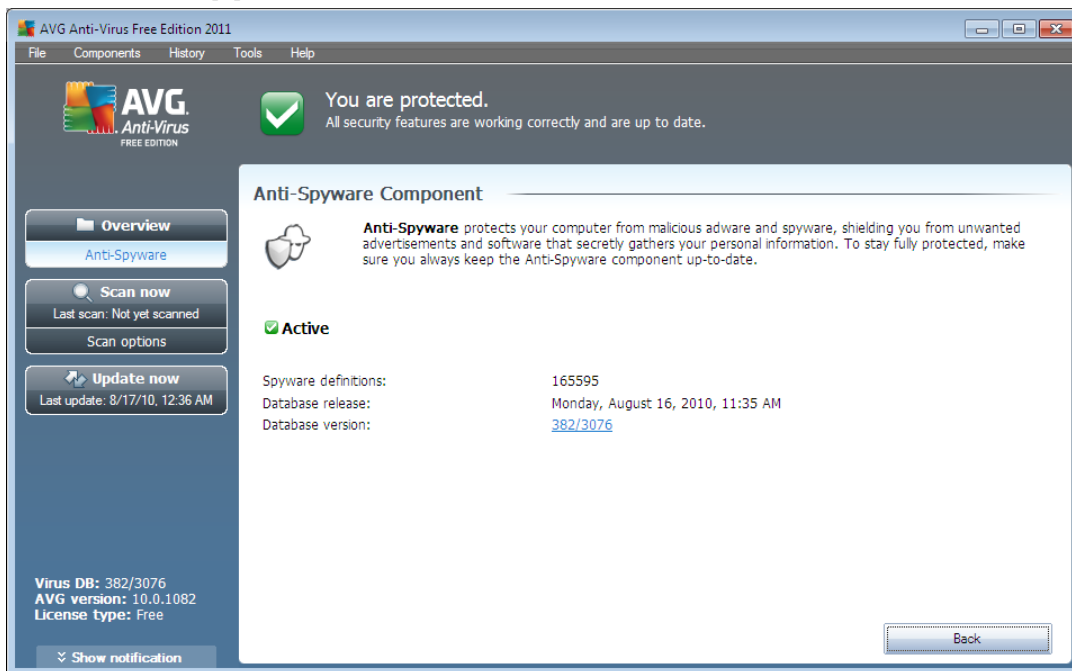 AVG Anti-Virus Free Edition 2011
File Components History Tools Help
AVG.
Anti-Virus
FREE EDITION
You are protected.
All security features are working correctly and are up to date.
Anti-Spyware Component
Anti-Spyware protects your computer from malicious adware and spyware, shielding you from unwanted
advertisements and software that secretly gathers your personal information. To stay fully protected, make
sure you always keep the Anti-Spyware component up-to-date.
Overview
Anti-Spyware
Scan now
Last scan: Not yet scanned
Scan options
Update now
Last update: 8/17/10, 12:36 AM
Active
Spyware definitions: 165595
Database release: Monday, August 16, 2010, 11:35 AM
Database version: 382/3076
Virus DB: 382/3076
AVG version: 10.0.1082
License type: Free
Show notification
Back